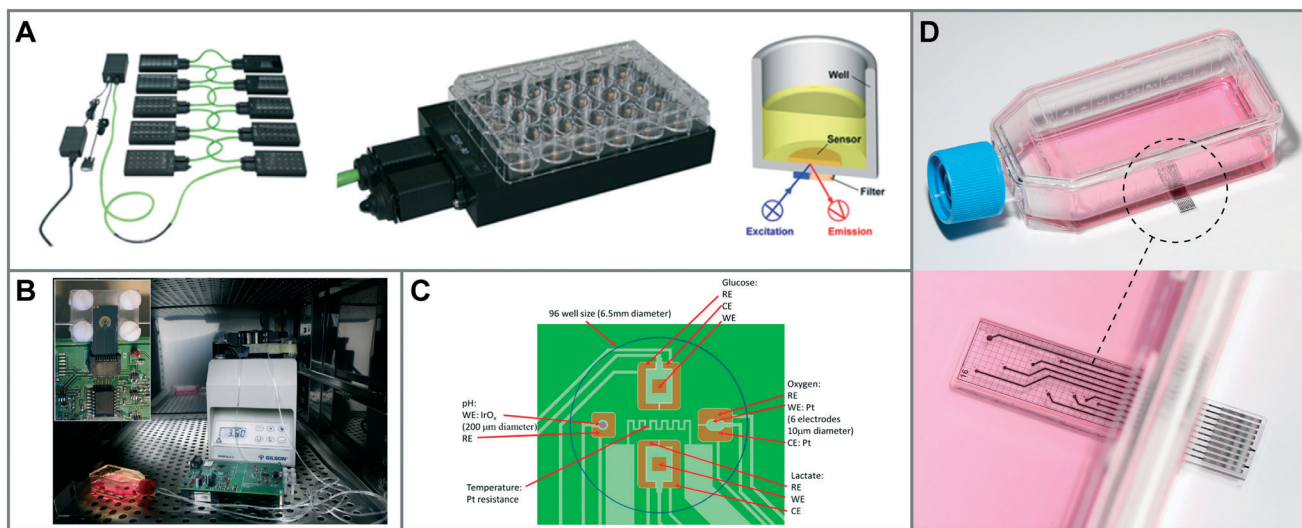 A
Well
Sensor
Filter
Excitation
Emission
B
3.60
GILSON
C
96 well size (6.5mm diameter)
Glucose:
RE
CE
WE
pH:
WE: IrOₓ
(200 µm diameter)
RE
Oxygen:
RE
WE: Pt
(6 electrodes
10µm diameter)
CE: Pt
Temperature:
Pt resistance
Lactate:
RE
WE
CE
D
16